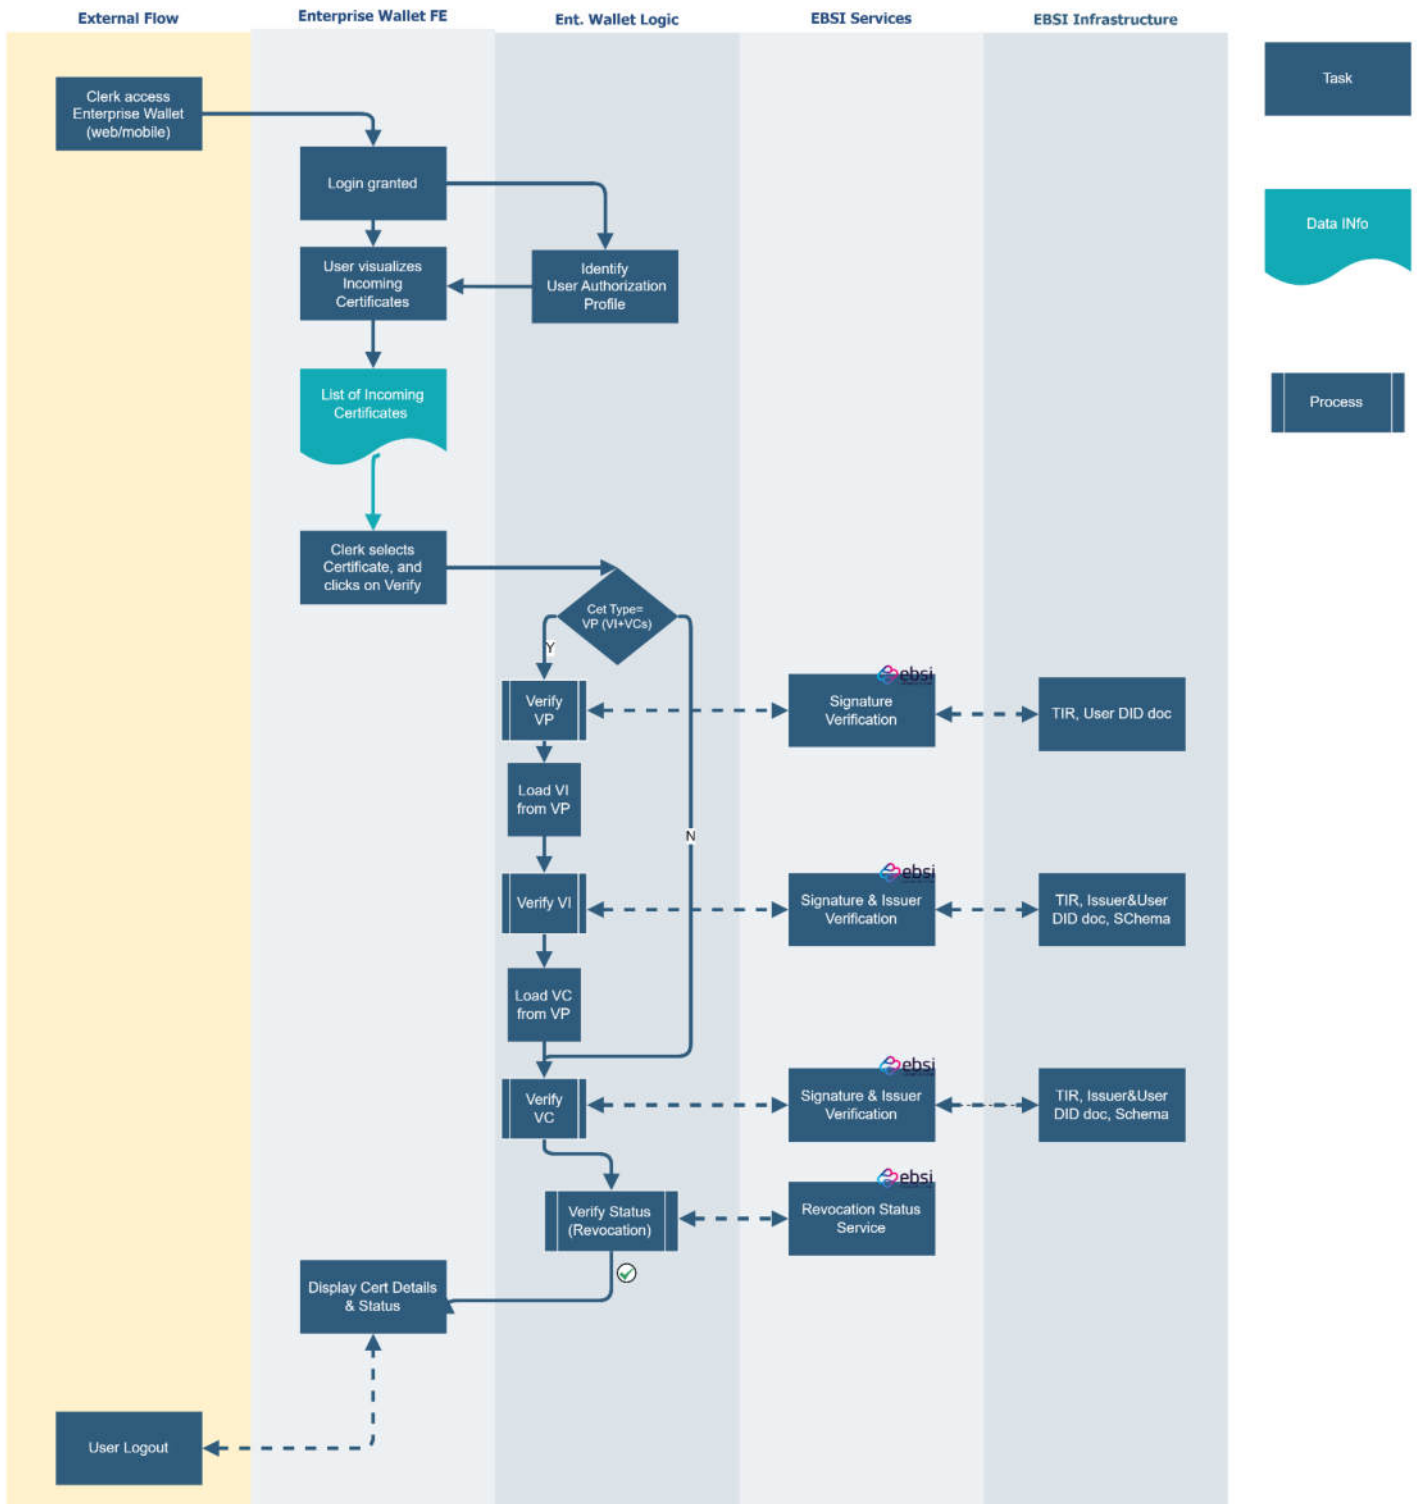 External Flow
Enterprise Wallet FE
Ent. Wallet Logic
EBSI Services
EBSI Infrastructure
Clerk access
Enterprise Wallet
(web/mobile)
Task
Login granted
User visualizes
Incoming
Certificates
Identify
User Authorization
Profile
Data INfo
List of Incoming
Certificates
Process
Clerk selects
Certificate, and
clicks on Verify
Cet Type=
VP (VI+VCs)
Y
Verify
VP
ebsi
Signature
Verification
TIR, User DID doc
Load VI
from VP
N
Verify VI
ebsi
Signature & Issuer
Verification
TIR, Issuer&User
DID doc, SChema
Load VC
from VP
Verify
VC
ebsi
Signature & Issuer
Verification
TIR, Issuer&User
DID doc, Schema
Verify Status
(Revocation)
ebsi
Revocation Status
Service
Display Cert Details
& Status
User Logout